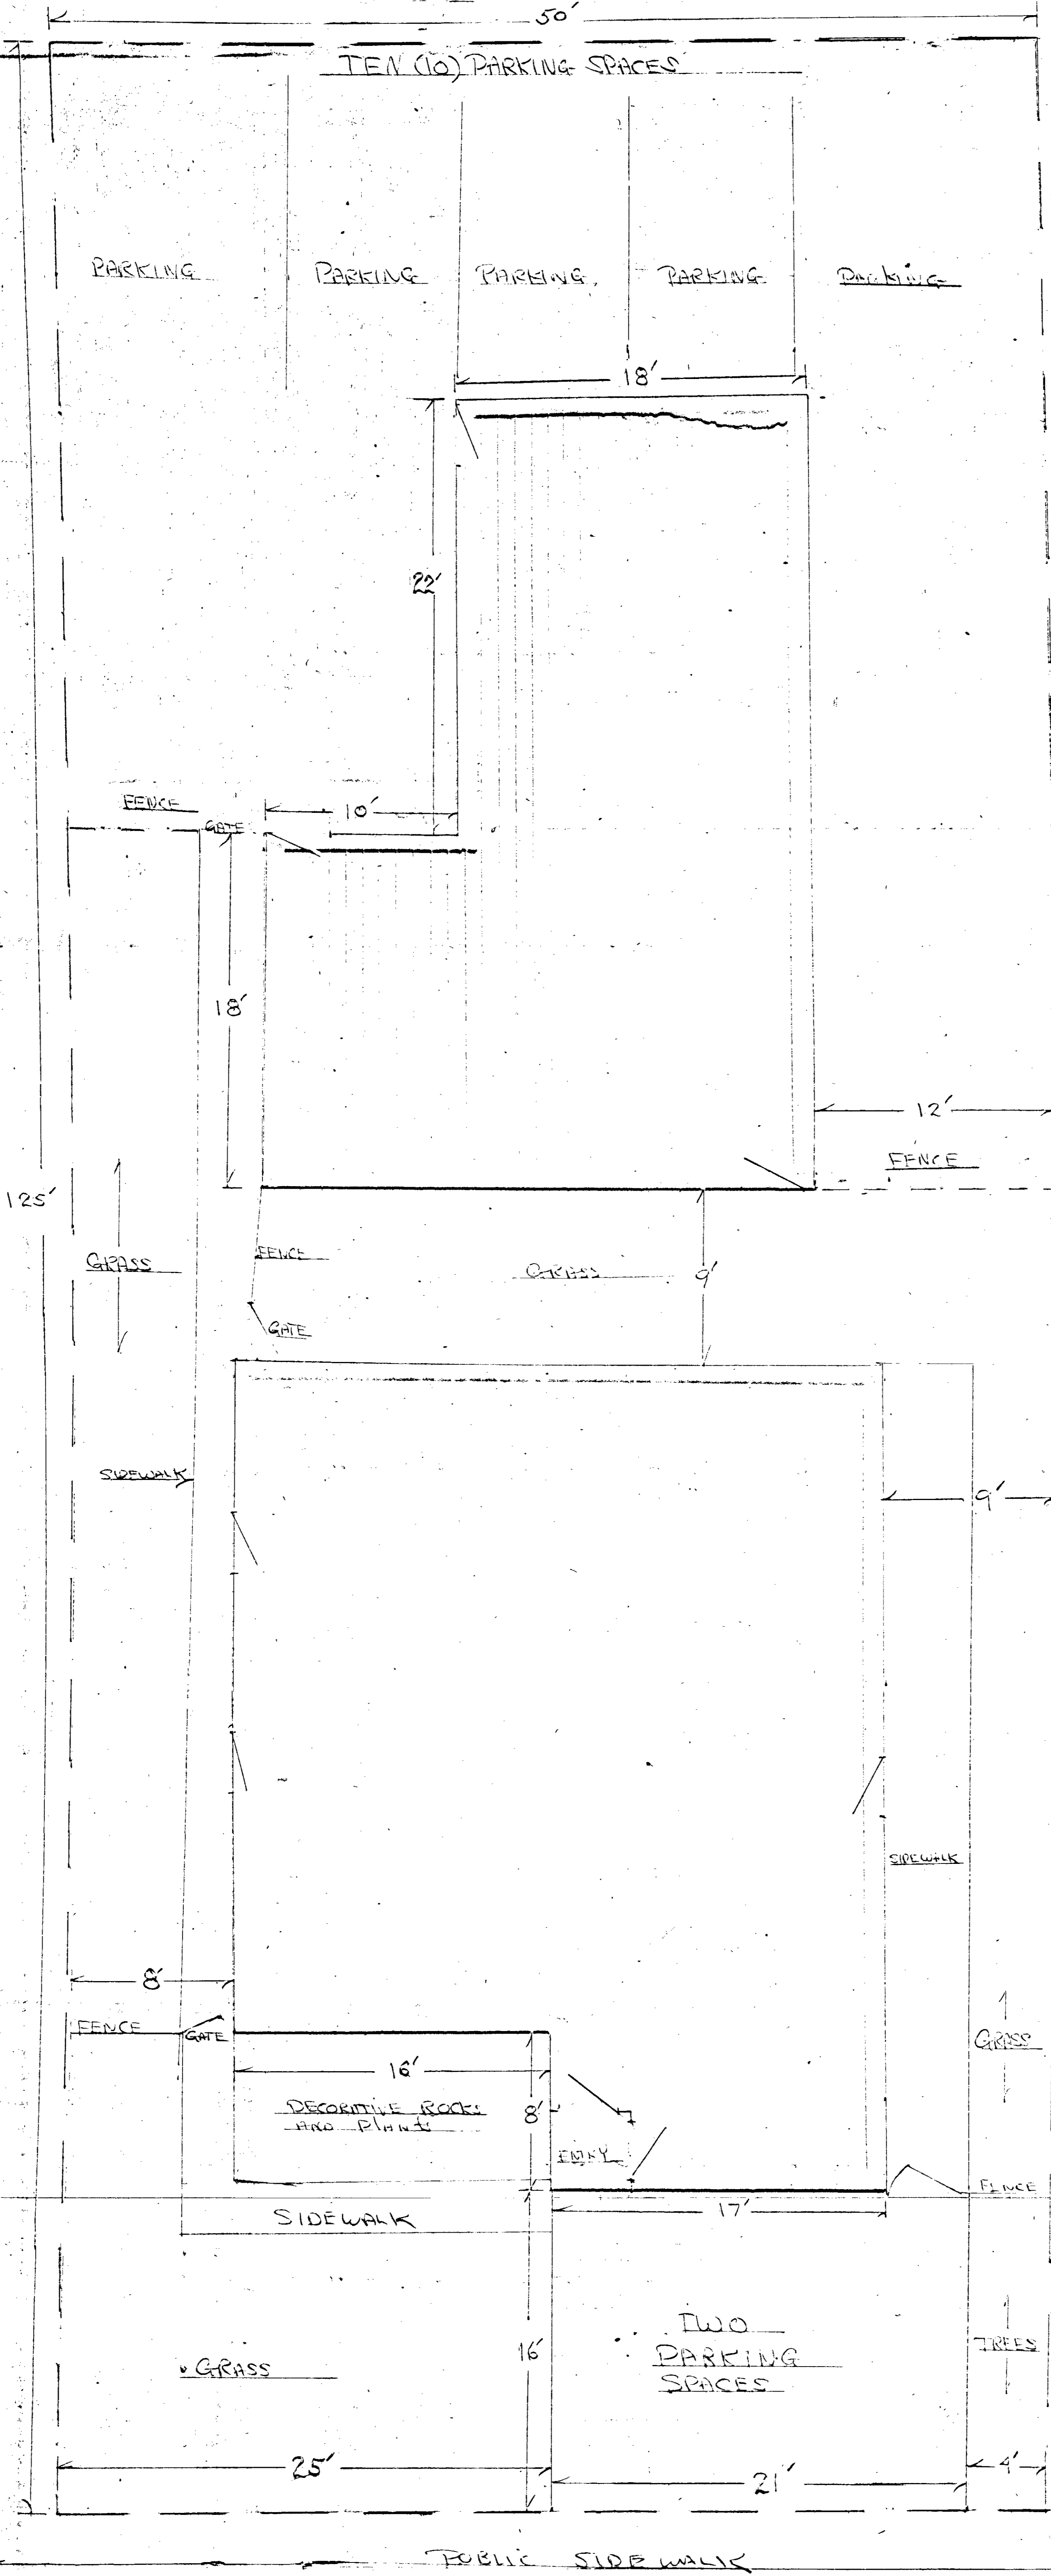 50'
TEN (10) PARKING SPACES
PARKING PARKING PARKING PARKING PARKING
18'
22'
FENCE
10'
GATE
18'
12'
FENCE
125'
GRASS
FENCE
GRASS
9'
GATE
SIDEWALK
9'
SIDEWALK
8'
FENCE
GATE
GRASS
16'
DECORITIVE ROCKS
AND PlANTS
8'
ENTRY
FENCE
17'
SIDEWALK
TWO
PARKING
SPACES
16'
TREES
GRASS
25'
21'
4'
PUBLIC SIDEWALK